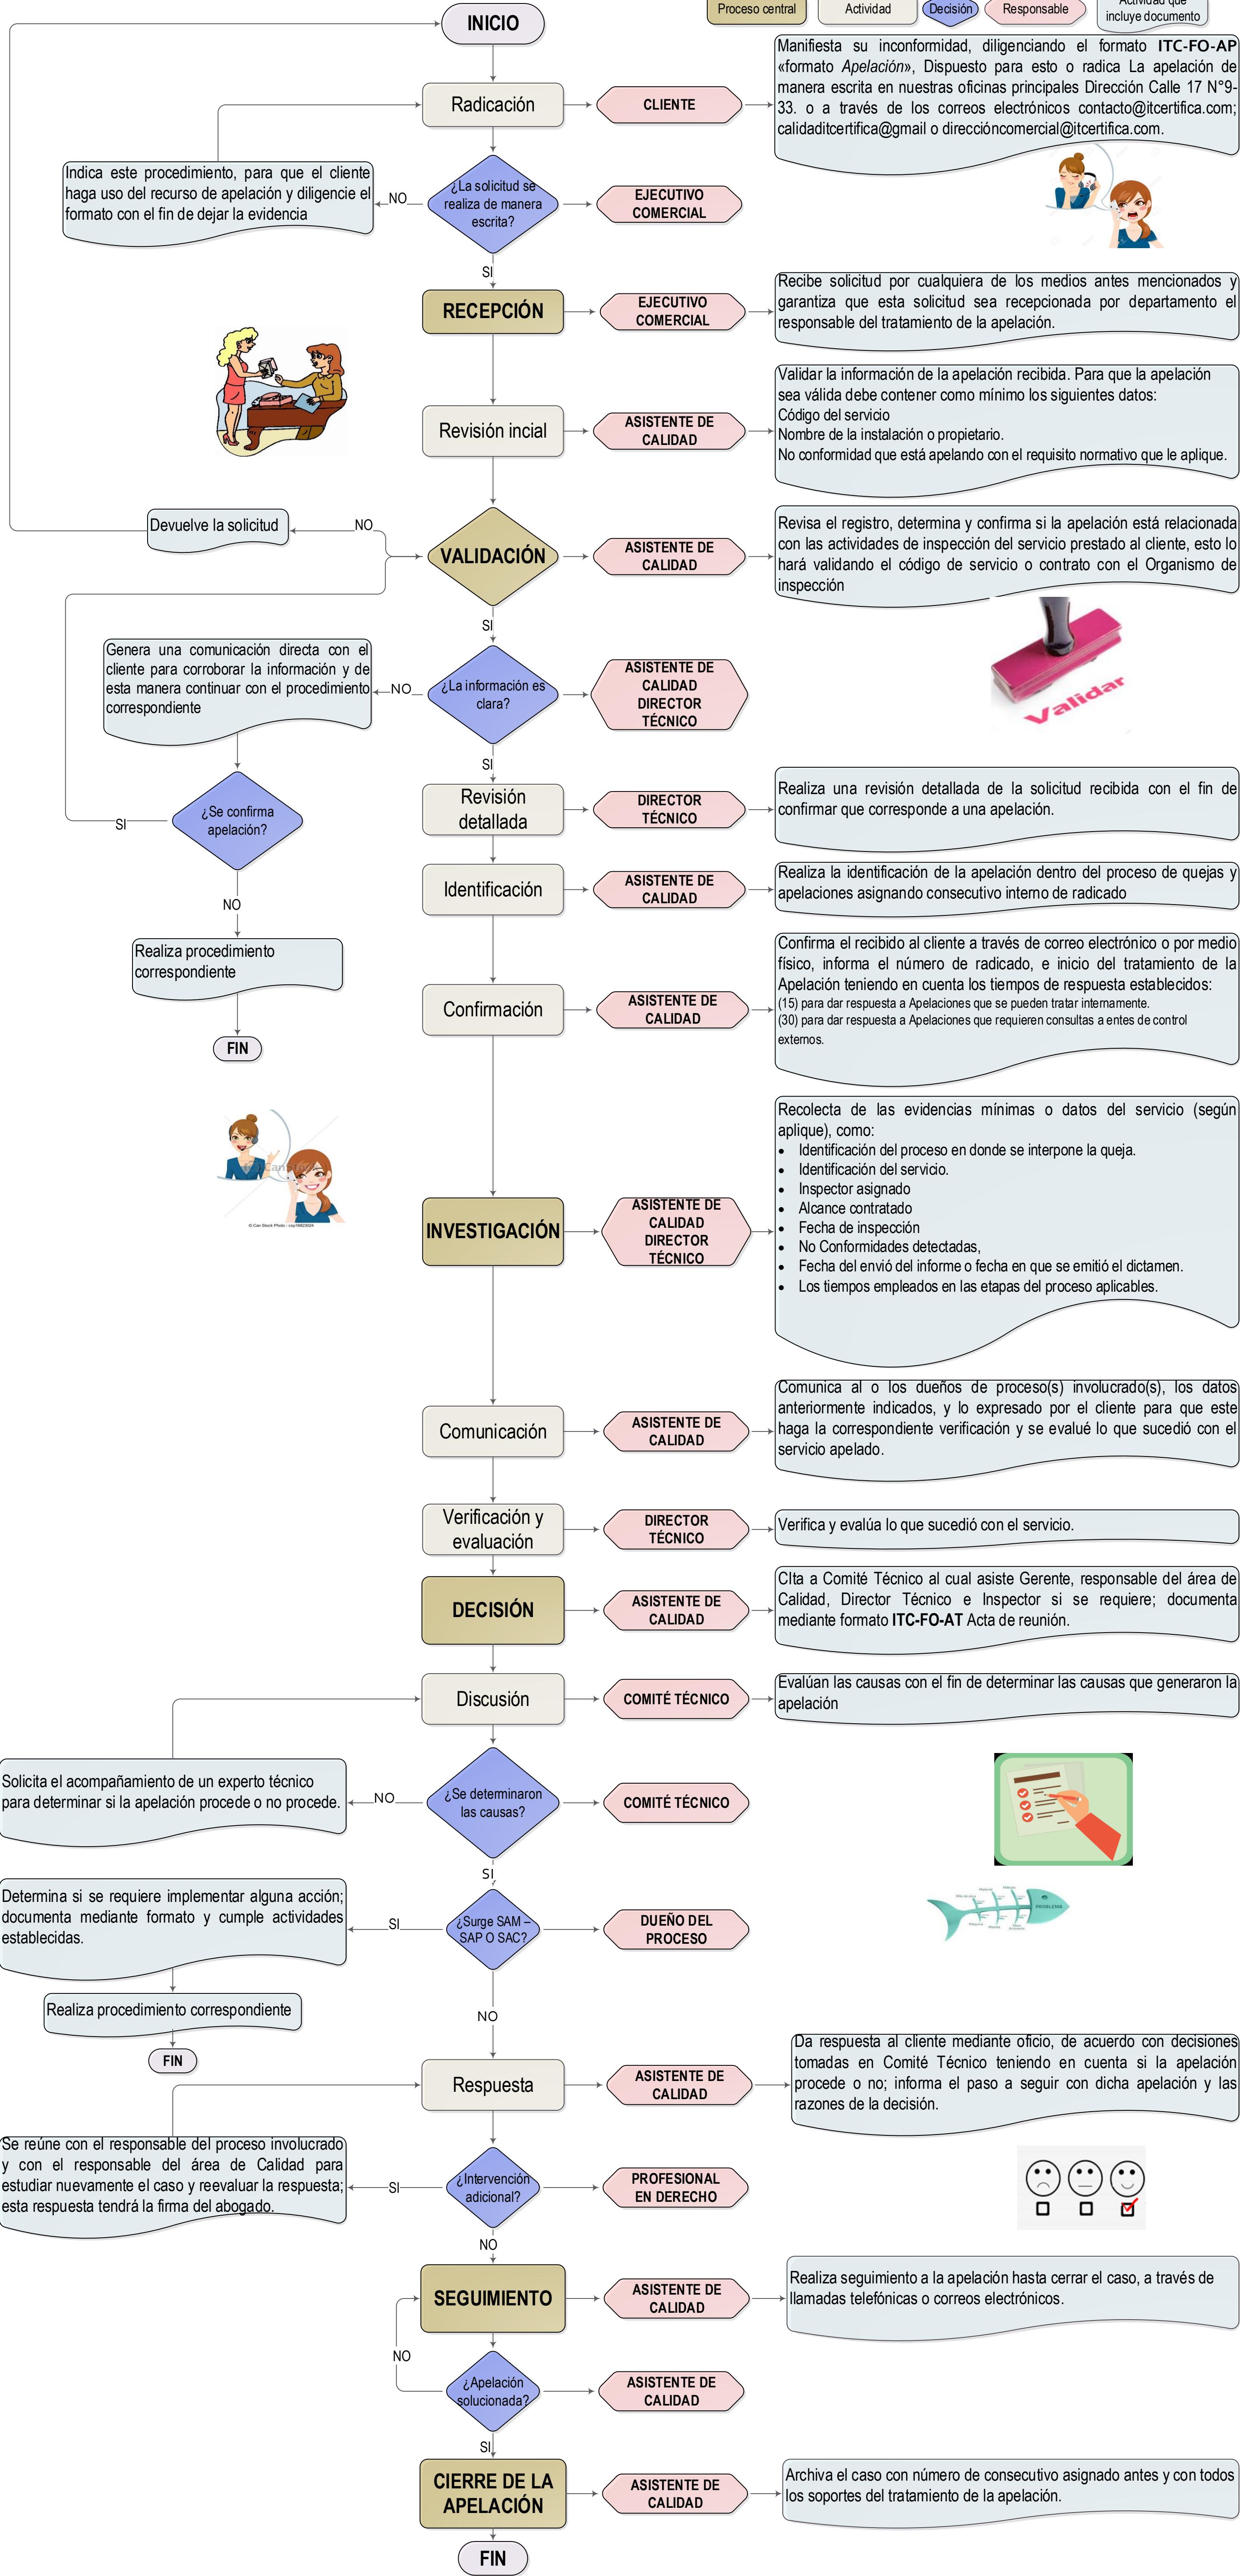 INICIO
Proceso central
Actividad
Decisión
Responsable
Actividad que
incluye documento
Radicación
CLIENTE
Manifiesta su inconformidad, diligenciando el formato ITC-FO-AP
«formato Apelación», Dispuesto para esto o radica La apelación de
manera escrita en nuestras oficinas principales Dirección Calle 17 N°9-
33. o a través de los correos electrónicos contacto@itcertifica.com;
calidaditcertifica@gmail o direccióncomercial@itcertifica.com.
Indica este procedimiento, para que el cliente
haga uso del recurso de apelación y diligencie el
formato con el fin de dejar la evidencia
NO
¿La solicitud se
realiza de manera
escrita?
EJECUTIVO
COMERCIAL
SI
RECEPCIÓN
EJECUTIVO
COMERCIAL
Recibe solicitud por cualquiera de los medios antes mencionados y
garantiza que esta solicitud sea recepcionada por departamento el
responsable del tratamiento de la apelación.
Revisión incial
ASISTENTE DE
CALIDAD
Validar la información de la apelación recibida. Para que la apelación
sea válida debe contener como mínimo los siguientes datos:
Código del servicio
Nombre de la instalación o propietario.
No conformidad que está apelando con el requisito normativo que le aplique.
Devuelve la solicitud
NO
VALIDACIÓN
ASISTENTE DE
CALIDAD
Revisa el registro, determina y confirma si la apelación está relacionada
con las actividades de inspección del servicio prestado al cliente, esto lo
hará validando el código de servicio o contrato con el Organismo de
inspección
Validar
SI
Genera una comunicación directa con el
cliente para corroborar la información y de
esta manera continuar con el procedimiento
correspondiente
NO
¿La información es
clara?
ASISTENTE DE
CALIDAD
DIRECTOR
TÉCNICO
SI
¿Se confirma
apelación?
SI
Revisión
detallada
DIRECTOR
TÉCNICO
Realiza una revisión detallada de la solicitud recibida con el fin de
confirmar que corresponde a una apelación.
NO
Identificación
ASISTENTE DE
CALIDAD
Realiza la identificación de la apelación dentro del proceso de quejas y
apelaciones asignando consecutivo interno de radicado
Realiza procedimiento
correspondiente
FIN
Confirmación
ASISTENTE DE
CALIDAD
Confirma el recibido al cliente a través de correo electrónico o por medio
físico, informa el número de radicado, e inicio del tratamiento de la
Apelación teniendo en cuenta los tiempos de respuesta establecidos:
(15) para dar respuesta a Apelaciones que se pueden tratar internamente.
(30) para dar respuesta a Apelaciones que requieren consultas a entes de control
externos.
© Can Stock Photo
INVESTIGACIÓN
ASISTENTE DE
CALIDAD
DIRECTOR
TÉCNICO
Recolecta de las evidencias mínimas o datos del servicio (según
aplique), como:
• Identificación del proceso en donde se interpone la queja.
• Identificación del servicio.
• Inspector asignado
• Alcance contratado
• Fecha de inspección
• No Conformidades detectadas,
• Fecha del envió del informe o fecha en que se emitió el dictamen.
• Los tiempos empleados en las etapas del proceso aplicables.
Comunicación
ASISTENTE DE
CALIDAD
Comunica al o los dueños de proceso(s) involucrado(s), los datos
anteriormente indicados, y lo expresado por el cliente para que este
haga la correspondiente verificación y se evalué lo que sucedió con el
servicio apelado.
Verificación y
evaluación
DIRECTOR
TÉCNICO
Verifica y evalúa lo que sucedió con el servicio.
DECISIÓN
ASISTENTE DE
CALIDAD
CIta a Comité Técnico al cual asiste Gerente, responsable del área de
Calidad, Director Técnico e Inspector si se requiere; documenta
mediante formato ITC-FO-AT Acta de reunión.
Discusión
COMITÉ TÉCNICO
Evalúan las causas con el fin de determinar las causas que generaron la
apelación
Solicita el acompañamiento de un experto técnico
para determinar si la apelación procede o no procede.
NO
¿Se determinaron
las causas?
COMITÉ TÉCNICO
SI
Determina si se requiere implementar alguna acción;
documenta mediante formato y cumple actividades
establecidas.
SI
¿Surge SAM –
SAP O SAC?
DUEÑO DEL
PROCESO
PROBLEMA
Realiza procedimiento correspondiente
FIN
NO
Respuesta
ASISTENTE DE
CALIDAD
Da respuesta al cliente mediante oficio, de acuerdo con decisiones
tomadas en Comité Técnico teniendo en cuenta si la apelación
procede o no; informa el paso a seguir con dicha apelación y las
razones de la decisión.
Se reúne con el responsable del proceso involucrado
y con el responsable del área de Calidad para
estudiar nuevamente el caso y reevaluar la respuesta;
esta respuesta tendrá la firma del abogado.
SI
¿Intervención
adicional?
PROFESIONAL
EN DERECHO
NO
SEGUIMIENTO
ASISTENTE DE
CALIDAD
Realiza seguimiento a la apelación hasta cerrar el caso, a través de
llamadas telefónicas o correos electrónicos.
NO
¿Apelación
solucionada?
ASISTENTE DE
CALIDAD
SI
CIERRE DE LA
APELACIÓN
ASISTENTE DE
CALIDAD
Archiva el caso con número de consecutivo asignado antes y con todos
los soportes del tratamiento de la apelación.
FIN